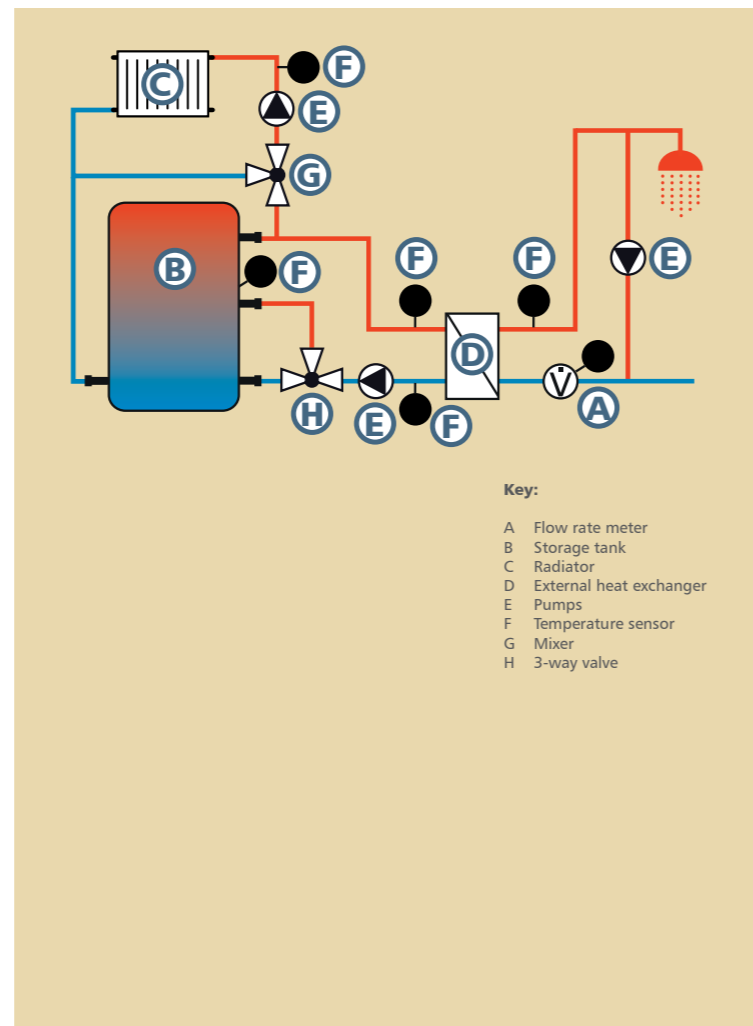 C
F
E
G
B
F
F
F
E
D
H
E
F
V̇
A
Key:
A Flow rate meter
B Storage tank
C Radiator
D External heat exchanger
E Pumps
F Temperature sensor
G Mixer
H 3-way valve